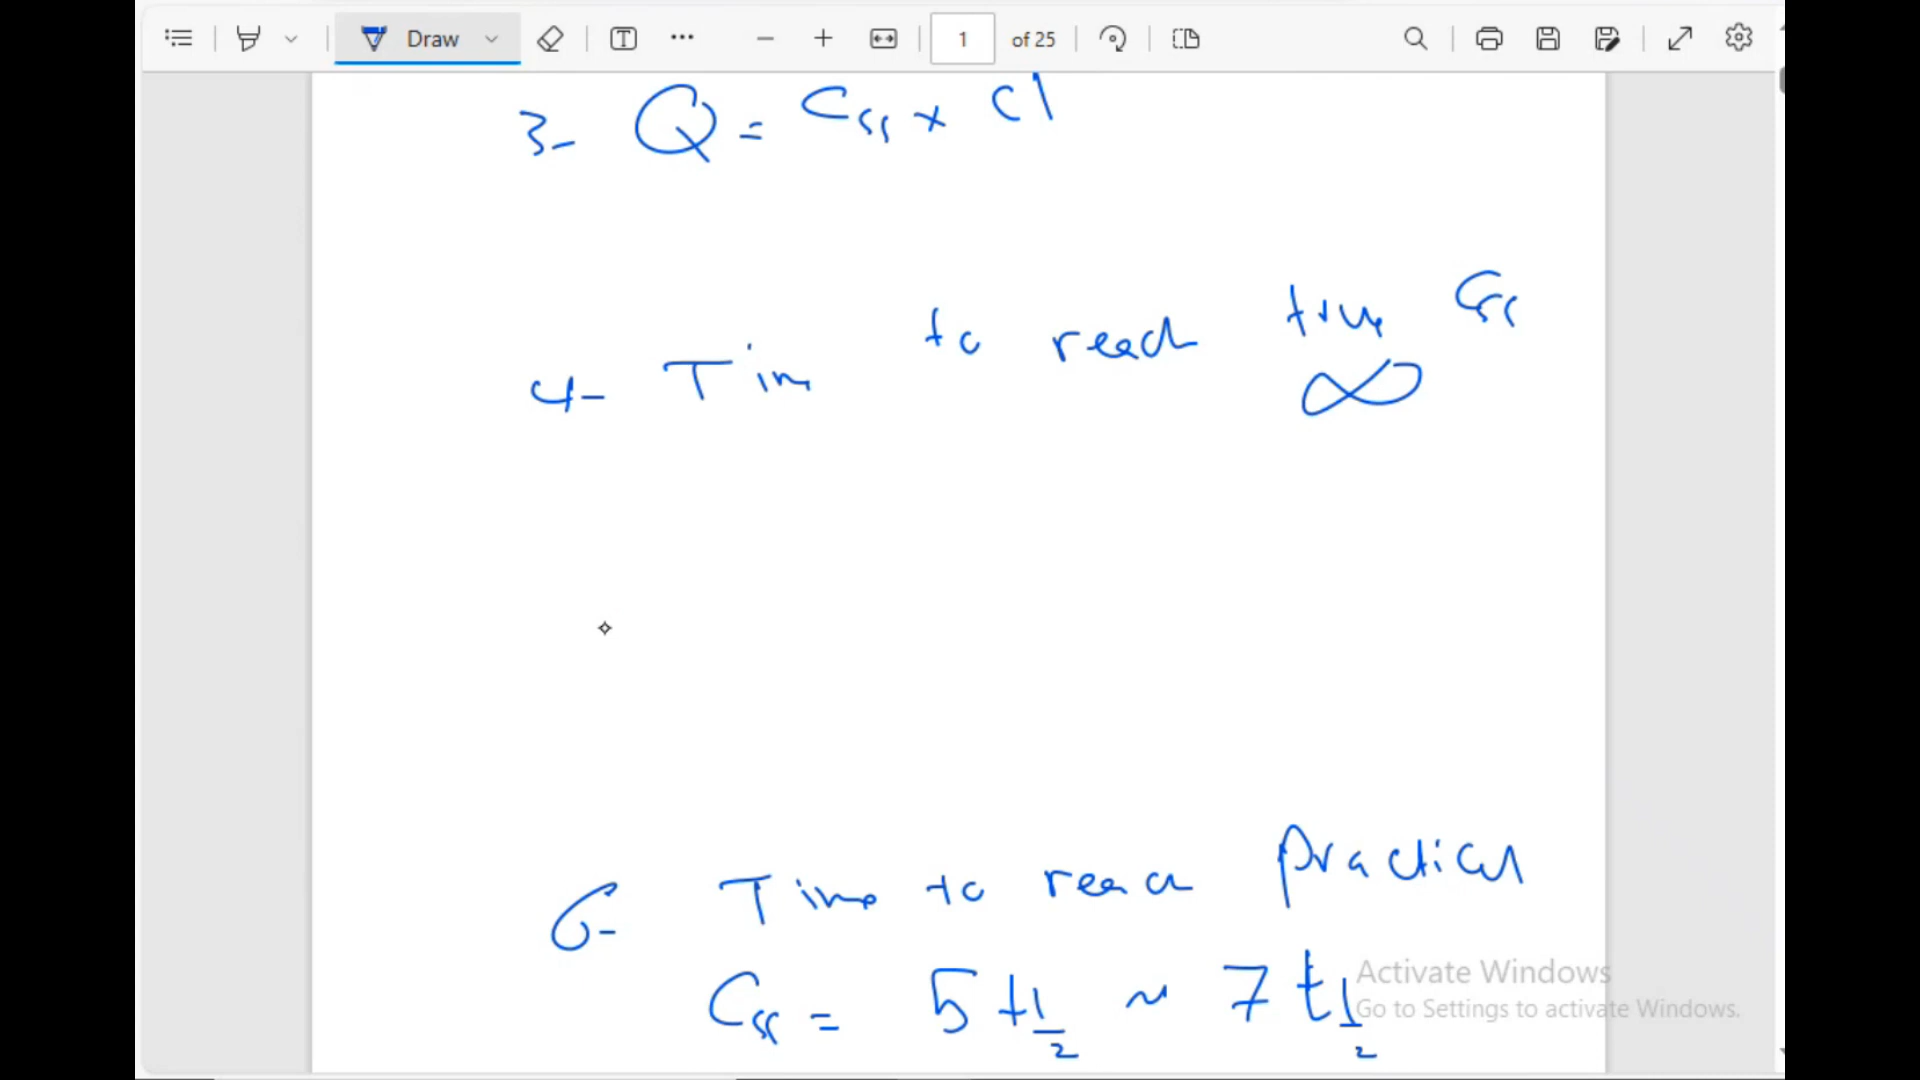 Draw
1 of 25
3- Q = Css x cl
4- Tim to reach true Css
∞
6- Time to reach practical
Css = 5 t1/2 ~ 7 t1/2
Activate Windows
Go to Settings to activate Windows.